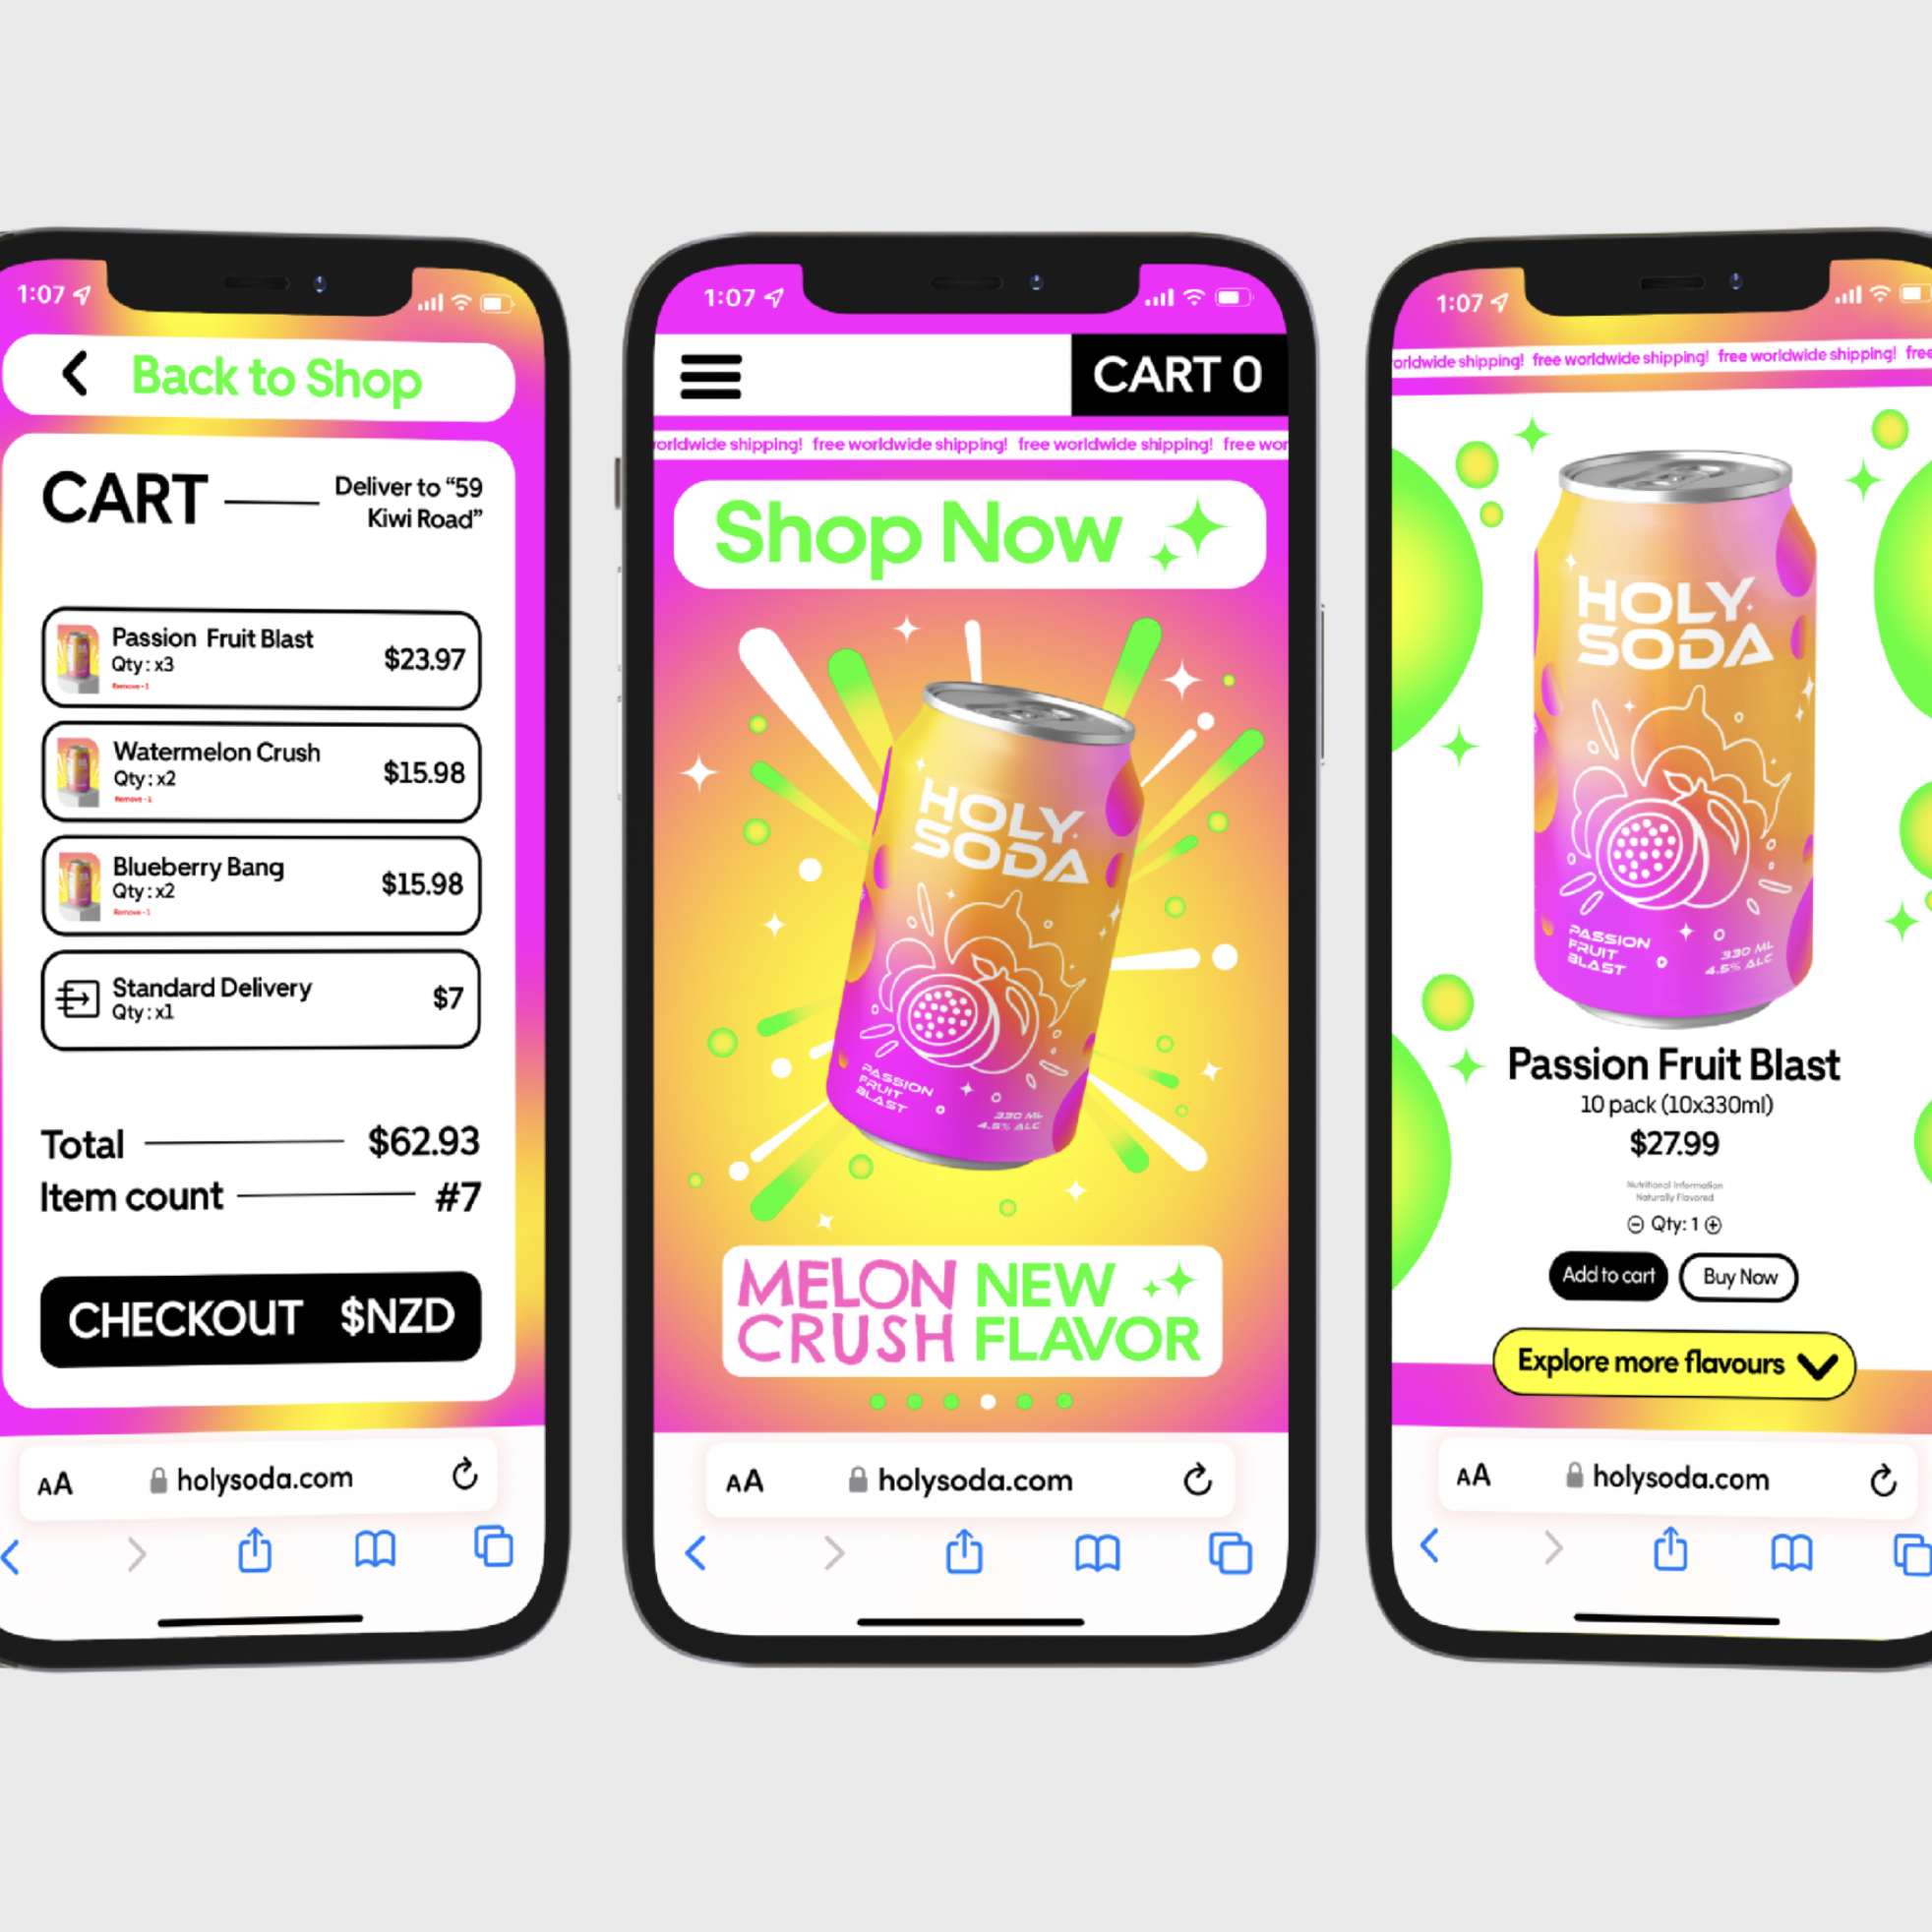 1:07
Back to Shop
CART
Deliver to “59
Kiwi Road”
Passion Fruit Blast
Qty: x3
Remove - 1
$23.97
Watermelon Crush
Qty: x2
Remove - 1
$15.98
Blueberry Bang
Qty: x2
Remove - 1
$15.98
Standard Delivery
Qty: x1
$7
Total
$62.93
Item count
#7
CHECKOUT $NZD
AA
holysoda.com
1:07
CART 0
orldwide shipping! free worldwide shipping! free worldwide shipping! free wor
Shop Now
HOLY
SODA
PASSION
FRUIT
BLAST
330 ML
4.5% ALC
MELON
CRUSH
NEW
FLAVOR
AA
holysoda.com
1:07
orldwide shipping! free worldwide shipping! free worldwide shipping! free
HOLY
SODA
PASSION
FRUIT
BLAST
330 ML
4.5% ALC
Passion Fruit Blast
10 pack (10x330ml)
$27.99
Nutritional Information
Naturally Flavored
Qty: 1
Add to cart
Buy Now
Explore more flavours
AA
holysoda.com